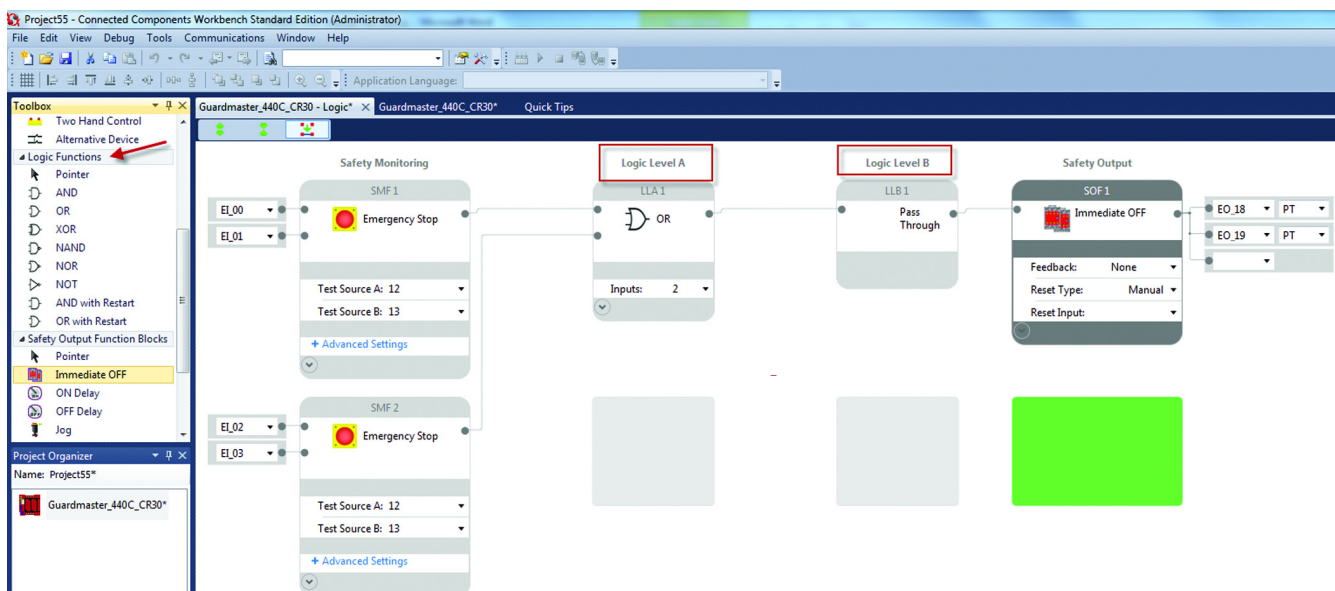 Project55 - Connected Components Workbench Standard Edition (Administrator)
File Edit View Debug Tools Communications Window Help
Application Language:
Toolbox
Guardmaster_440C_CR30 - Logic* Guardmaster_440C_CR30* Quick Tips
Two Hand Control
Alternative Device
Logic Functions
Pointer
AND
OR
XOR
NAND
NOR
NOT
AND with Restart
OR with Restart
Safety Output Function Blocks
Pointer
Immediate OFF
ON Delay
OFF Delay
Jog
Project Organizer
Name: Project55*
Guardmaster_440C_CR30*
Safety Monitoring
Logic Level A
Logic Level B
Safety Output
SMF 1
EI_00
EI_01
Emergency Stop
Test Source A: 12
Test Source B: 13
+ Advanced Settings
LLA 1
OR
Inputs: 2
LLB 1
Pass
Through
SOF 1
Immediate OFF
Feedback: None
Reset Type: Manual
Reset Input:
EO_18 PT
EO_19 PT
SMF 2
EI_02
EI_03
Emergency Stop
Test Source A: 12
Test Source B: 13
+ Advanced Settings